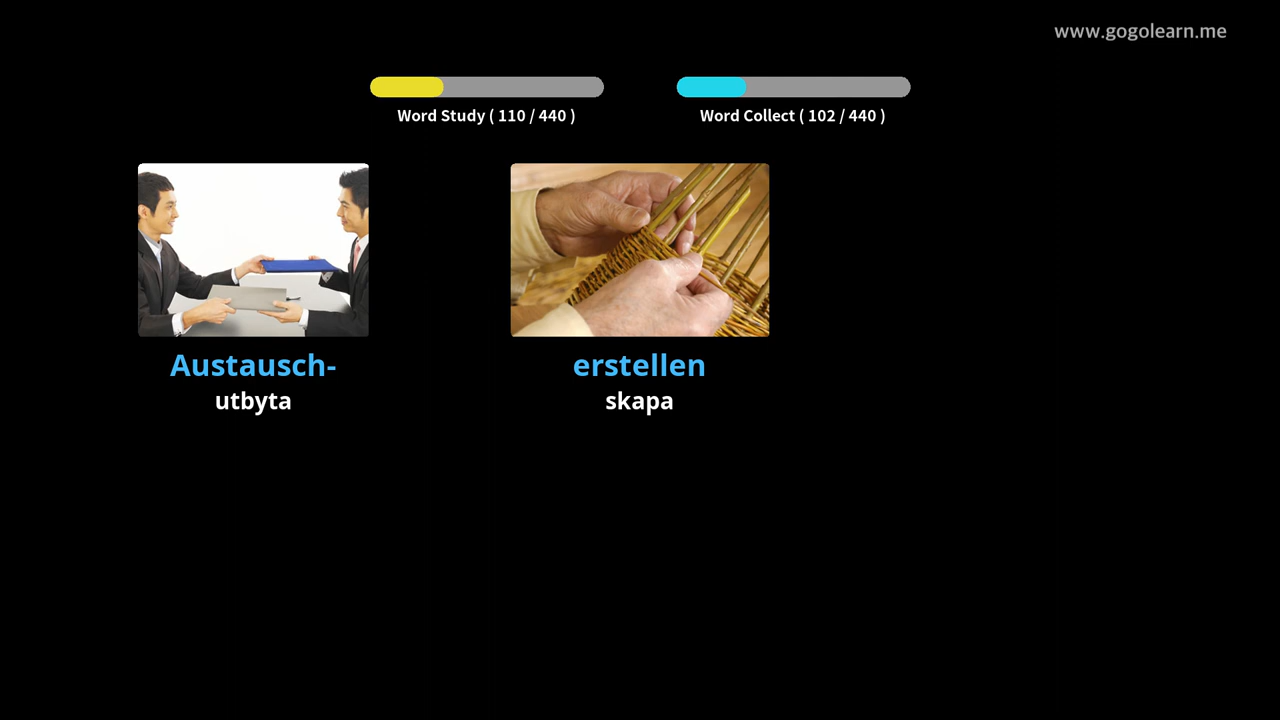 www.gogolearn.me
Word Study ( 110 / 440 )
Word Collect ( 102 / 440 )
Austausch-
utbyta
erstellen
skapa